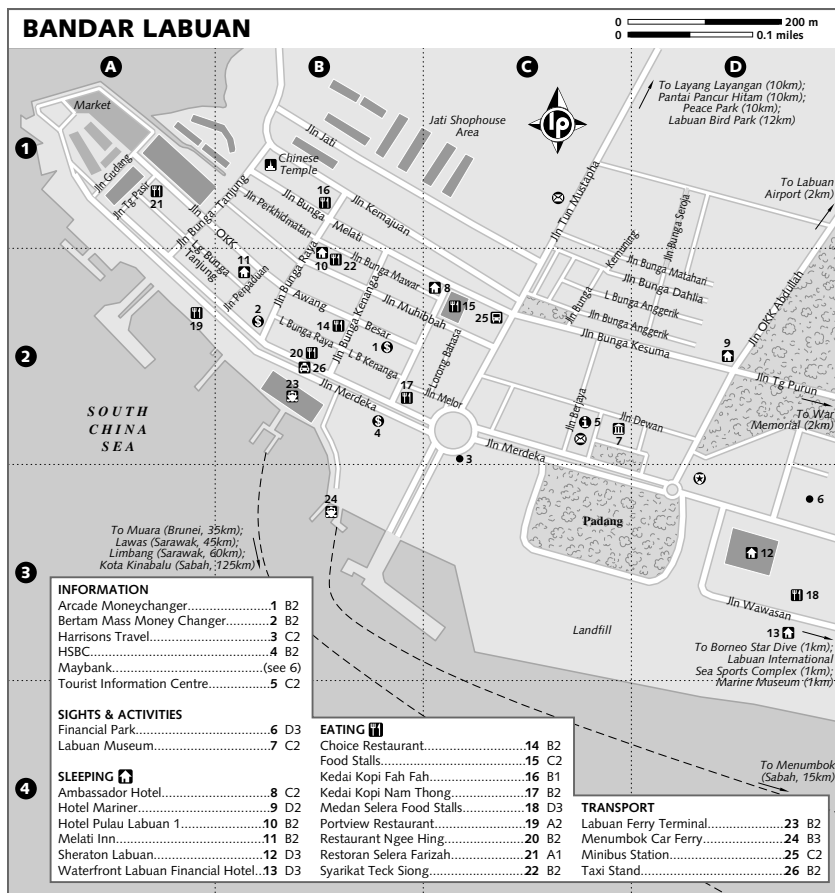 BANDAR LABUAN
0 200 m
0 0.1 miles
A
B
C
D
Market
Jln Gudang
Jln Tg Pasir
21
Jln Bunga Tanjung
Jln OKK
Lg Bunga Tanjung
Jln Perpaduan
Chinese Temple
Jln Jati
Jati Shophouse Area
lp
To Layang Layangan (10km);
Pantai Pancur Hitam (10km);
Peace Park (10km);
Labuan Bird Park (12km)
1
16
Jln Kemajuan
Jln Bunga Melati
Jln Perkhidmatan
Jln Tun Mustapha
To Labuan
Airport (2km)
11
10
22
Jln Bunga Raya
Jln Bunga Mawar
Jln Muhibbah
Awang Besar
Jln Bunga Kenanga
8
15
25
Jln Bunga Kemuning
Jln Bunga Seroja
Jln Bunga Matahari
Jln Bunga Dahlia
L Bunga Anggerik
Jln Bunga Anggerik
Jln Bunga Kesuma
Jln OKK Abdullah
19
2
14
L Bunga Raya
1
L B Kenanga
Lorong Bahasa
9
2
20
26
23
Jln Merdeka
17
4
Jln Melor
Jln Berjaya
5
Jln Dewan
7
Jln Tg Purun
To War
Memorial (2km)
SOUTH
CHINA
SEA
3
Jln Merdeka
24
Padang
6
12
To Muara (Brunei, 35km);
Lawas (Sarawak, 45km);
Limbang (Sarawak, 60km);
Kota Kinabalu (Sabah, 125km)
3
18
Jln Wawasan
Landfill
13
To Borneo Star Dive (1km);
Labuan International
Sea Sports Complex (1km);
Marine Museum (1km)
To Menumbok
(Sabah, 15km)
4
INFORMATION
Arcade Moneychanger...1 B2
Bertam Mass Money Changer...2 B2
Harrisons Travel...3 C2
HSBC...4 B2
Maybank...(see 6)
Tourist Information Centre...5 C2
SIGHTS & ACTIVITIES
Financial Park...6 D3
Labuan Museum...7 C2
SLEEPING
Ambassador Hotel...8 C2
Hotel Mariner...9 D2
Hotel Pulau Labuan 1...10 B2
Melati Inn...11 B2
Sheraton Labuan...12 D3
Waterfront Labuan Financial Hotel..13 D3
EATING
Choice Restaurant...14 B2
Food Stalls...15 C2
Kedai Kopi Fah Fah...16 B1
Kedai Kopi Nam Thong...17 B2
Medan Selera Food Stalls...18 D3
Portview Restaurant...19 A2
Restaurant Ngee Hing...20 B2
Restoran Selera Farizah...21 A1
Syarikat Teck Siong...22 B2
TRANSPORT
Labuan Ferry Terminal...23 B2
Menumbok Car Ferry...24 B3
Minibus Station...25 C2
Taxi Stand...26 B2